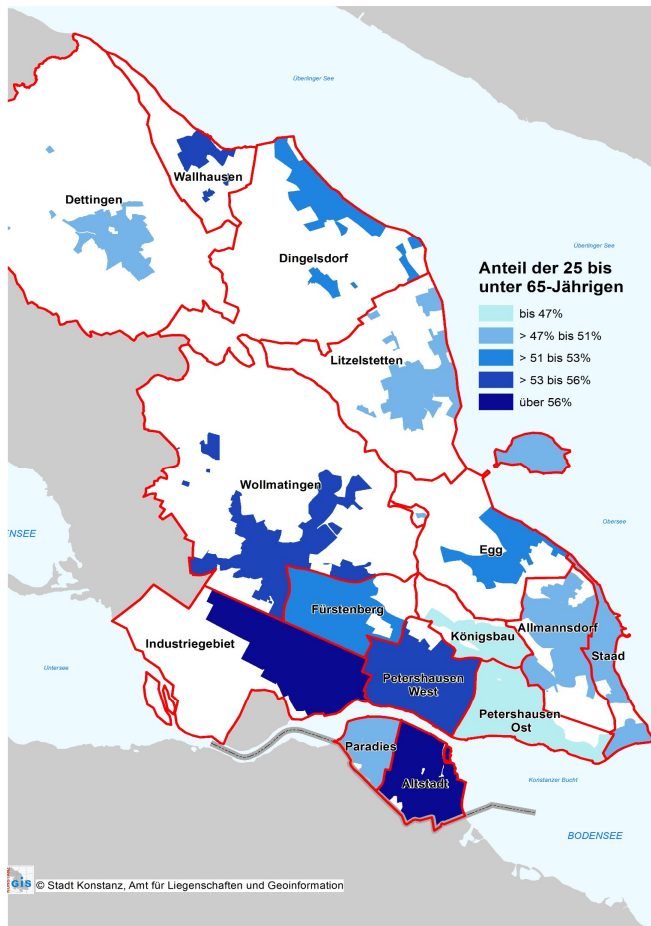 Überlinger See
Wallhausen
Dettingen
Überlinger See
Dingelsdorf
Anteil der 25 bis
unter 65-Jährigen
bis 47%
> 47% bis 51%
> 51 bis 53%
> 53 bis 56%
über 56%
Litzelstetten
Wollmatingen
Obersee
ENSEE
Egg
Fürstenberg
Allmannsdorf
Königsbau
Industriegebiet
Staad
Untersee
Petershausen
West
Petershausen
Ost
Paradies
Altstadt
Konstanzer Bucht
BODENSEE
GIS © Stadt Konstanz, Amt für Liegenschaften und Geoinformation